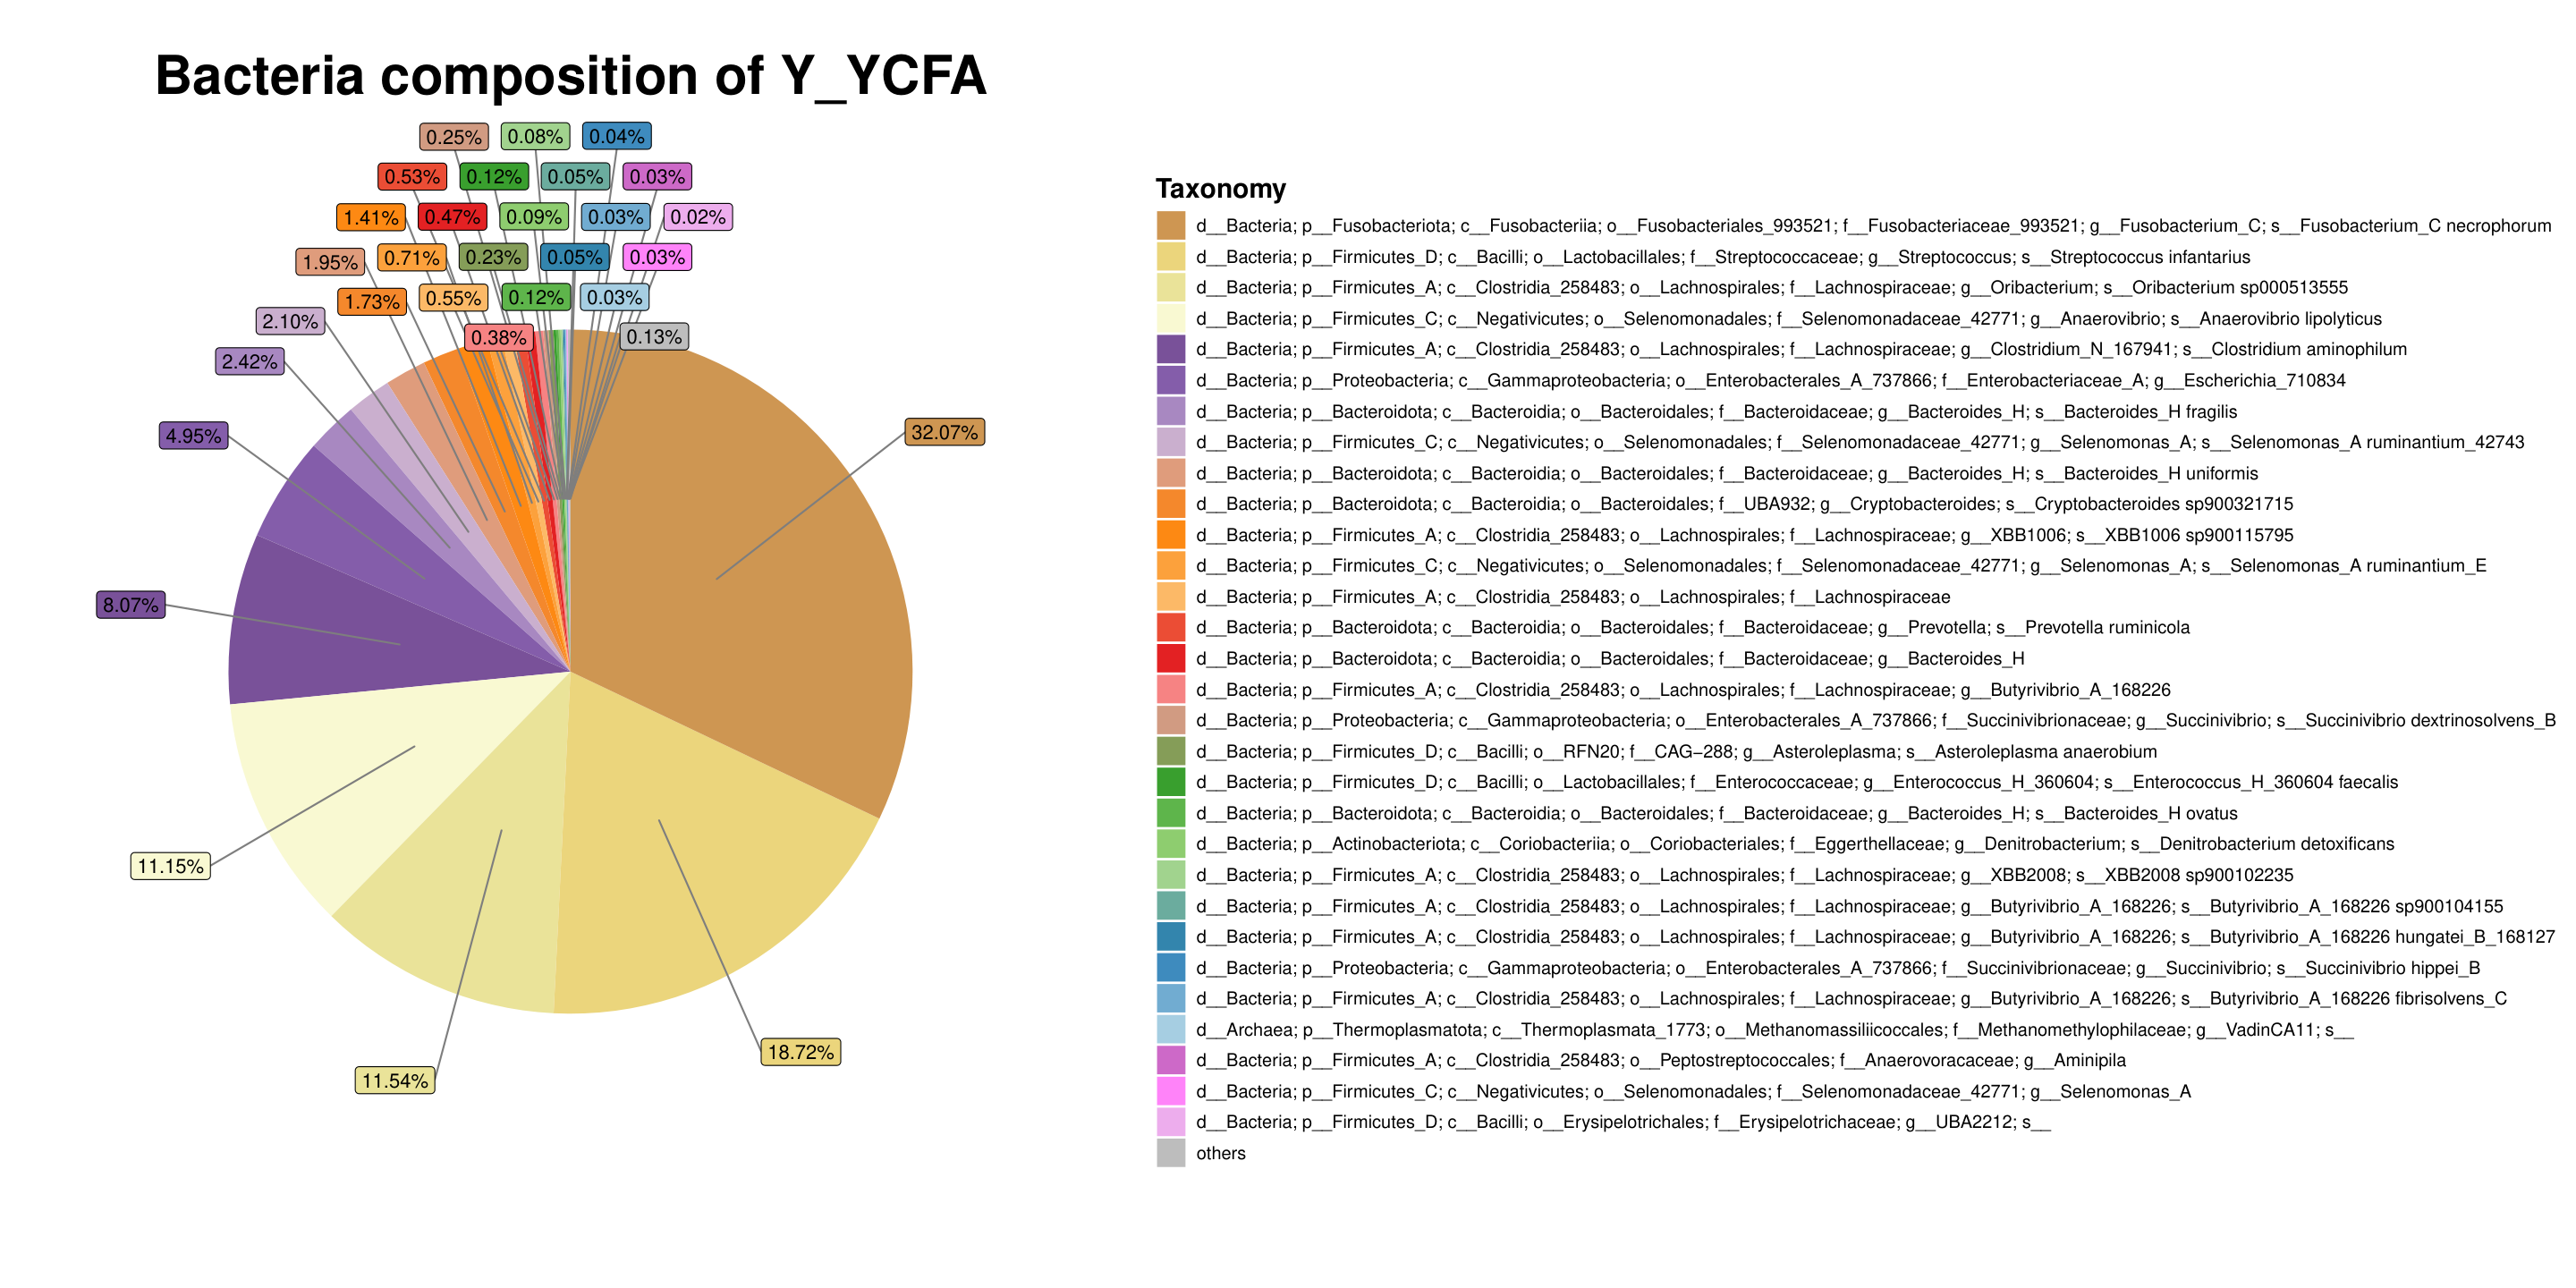 Bacteria composition of Y_YCFA
0.25%
0.08%
0.04%
0.53%
0.12%
0.05%
0.03%
1.41%
0.47%
0.09%
0.03%
0.02%
1.95%
0.71%
0.23%
0.05%
0.03%
1.73%
0.55%
0.12%
0.03%
2.10%
0.38%
0.13%
2.42%
4.95%
32.07%
8.07%
11.15%
18.72%
11.54%
Taxonomy
d__Bacteria; p__Fusobacteriota; c__Fusobacteriia; o__Fusobacteriales_993521; f__Fusobacteriaceae_993521; g__Fusobacterium_C; s__Fusobacterium_C necrophorum
d__Bacteria; p__Firmicutes_D; c__Bacilli; o__Lactobacillales; f__Streptococcaceae; g__Streptococcus; s__Streptococcus infantarius
d__Bacteria; p__Firmicutes_A; c__Clostridia_258483; o__Lachnospirales; f__Lachnospiraceae; g__Oribacterium; s__Oribacterium sp000513555
d__Bacteria; p__Firmicutes_C; c__Negativicutes; o__Selenomonadales; f__Selenomonadaceae_42771; g__Anaerovibrio; s__Anaerovibrio lipolyticus
d__Bacteria; p__Firmicutes_A; c__Clostridia_258483; o__Lachnospirales; f__Lachnospiraceae; g__Clostridium_N_167941; s__Clostridium aminophilum
d__Bacteria; p__Proteobacteria; c__Gammaproteobacteria; o__Enterobacterales_A_737866; f__Enterobacteriaceae_A; g__Escherichia_710834
d__Bacteria; p__Bacteroidota; c__Bacteroidia; o__Bacteroidales; f__Bacteroidaceae; g__Bacteroides_H; s__Bacteroides_H fragilis
d__Bacteria; p__Firmicutes_C; c__Negativicutes; o__Selenomonadales; f__Selenomonadaceae_42771; g__Selenomonas_A; s__Selenomonas_A ruminantium_42743
d__Bacteria; p__Bacteroidota; c__Bacteroidia; o__Bacteroidales; f__Bacteroidaceae; g__Bacteroides_H; s__Bacteroides_H uniformis
d__Bacteria; p__Bacteroidota; c__Bacteroidia; o__Bacteroidales; f__UBA932; g__Cryptobacteroides; s__Cryptobacteroides sp900321715
d__Bacteria; p__Firmicutes_A; c__Clostridia_258483; o__Lachnospirales; f__Lachnospiraceae; g__XBB1006; s__XBB1006 sp900115795
d__Bacteria; p__Firmicutes_C; c__Negativicutes; o__Selenomonadales; f__Selenomonadaceae_42771; g__Selenomonas_A; s__Selenomonas_A ruminantium_E
d__Bacteria; p__Firmicutes_A; c__Clostridia_258483; o__Lachnospirales; f__Lachnospiraceae
d__Bacteria; p__Bacteroidota; c__Bacteroidia; o__Bacteroidales; f__Bacteroidaceae; g__Prevotella; s__Prevotella ruminicola
d__Bacteria; p__Bacteroidota; c__Bacteroidia; o__Bacteroidales; f__Bacteroidaceae; g__Bacteroides_H
d__Bacteria; p__Firmicutes_A; c__Clostridia_258483; o__Lachnospirales; f__Lachnospiraceae; g__Butyrivibrio_A_168226
d__Bacteria; p__Proteobacteria; c__Gammaproteobacteria; o__Enterobacterales_A_737866; f__Succinivibrionaceae; g__Succinivibrio; s__Succinivibrio dextrinosolvens_B
d__Bacteria; p__Firmicutes_D; c__Bacilli; o__RFN20; f__CAG−288; g__Asteroleplasma; s__Asteroleplasma anaerobium
d__Bacteria; p__Firmicutes_D; c__Bacilli; o__Lactobacillales; f__Enterococcaceae; g__Enterococcus_H_360604; s__Enterococcus_H_360604 faecalis
d__Bacteria; p__Bacteroidota; c__Bacteroidia; o__Bacteroidales; f__Bacteroidaceae; g__Bacteroides_H; s__Bacteroides_H ovatus
d__Bacteria; p__Actinobacteriota; c__Coriobacteriia; o__Coriobacteriales; f__Eggerthellaceae; g__Denitrobacterium; s__Denitrobacterium detoxificans
d__Bacteria; p__Firmicutes_A; c__Clostridia_258483; o__Lachnospirales; f__Lachnospiraceae; g__XBB2008; s__XBB2008 sp900102235
d__Bacteria; p__Firmicutes_A; c__Clostridia_258483; o__Lachnospirales; f__Lachnospiraceae; g__Butyrivibrio_A_168226; s__Butyrivibrio_A_168226 sp900104155
d__Bacteria; p__Firmicutes_A; c__Clostridia_258483; o__Lachnospirales; f__Lachnospiraceae; g__Butyrivibrio_A_168226; s__Butyrivibrio_A_168226 hungatei_B_168127
d__Bacteria; p__Proteobacteria; c__Gammaproteobacteria; o__Enterobacterales_A_737866; f__Succinivibrionaceae; g__Succinivibrio; s__Succinivibrio hippei_B
d__Bacteria; p__Firmicutes_A; c__Clostridia_258483; o__Lachnospirales; f__Lachnospiraceae; g__Butyrivibrio_A_168226; s__Butyrivibrio_A_168226 fibrisolvens_C
d__Archaea; p__Thermoplasmatota; c__Thermoplasmata_1773; o__Methanomassiliicoccales; f__Methanomethylophilaceae; g__VadinCA11; s__
d__Bacteria; p__Firmicutes_A; c__Clostridia_258483; o__Peptostreptococcales; f__Anaerovoracaceae; g__Aminipila
d__Bacteria; p__Firmicutes_C; c__Negativicutes; o__Selenomonadales; f__Selenomonadaceae_42771; g__Selenomonas_A
d__Bacteria; p__Firmicutes_D; c__Bacilli; o__Erysipelotrichales; f__Erysipelotrichaceae; g__UBA2212; s__
others